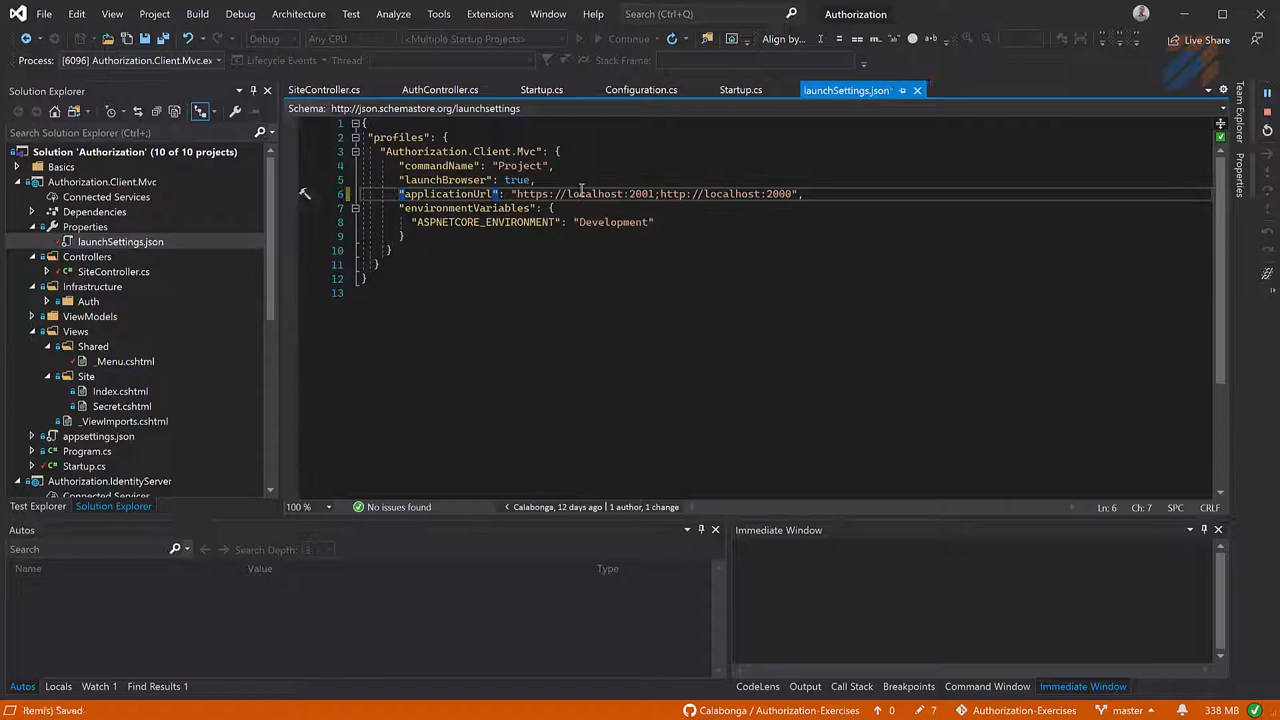 File Edit View Project Build Debug Architecture Test Analyze Tools Extensions Window Help Search (Ctrl+Q) Authorization
Debug Any CPU <Multiple Startup Projects> Continue Align by... Live Share
Process: [6096] Authorization.Client.Mvc.ex Lifecycle Events Thread: Stack Frame:
Solution Explorer
Search Solution Explorer (Ctrl+;)
Solution 'Authorization' (10 of 10 projects)
Basics
Authorization.Client.Mvc
Connected Services
Dependencies
Properties
launchSettings.json
Controllers
SiteController.cs
Infrastructure
Auth
ViewModels
Views
Shared
_Menu.cshtml
Site
Index.cshtml
Secret.cshtml
_ViewImports.cshtml
appsettings.json
Program.cs
Startup.cs
Authorization.IdentityServer
Connected Services
Test Explorer Solution Explorer
SiteController.cs AuthController.cs Startup.cs Configuration.cs Startup.cs launchSettings.json
Schema: http://json.schemastore.org/launchsettings
1 {
2 "profiles": {
3 "Authorization.Client.Mvc": {
4 "commandName": "Project",
5 "launchBrowser": true,
6 "applicationUrl": "https://localhost:2001;http://localhost:2000",
7 "environmentVariables": {
8 "ASPNETCORE_ENVIRONMENT": "Development"
9 }
10 }
11 }
12 }
13
100 % No issues found Calabonga, 12 days ago | 1 author, 1 change Ln: 6 Ch: 7 SPC CRLF
Team Explorer
Properties
Autos
Search Search Depth: 3
Name Value Type
Autos Locals Watch 1 Find Results 1
Immediate Window
CodeLens Output Call Stack Breakpoints Command Window Immediate Window
Item(s) Saved Calabonga / Authorization-Exercises 0 7 Authorization-Exercises master 338 MB